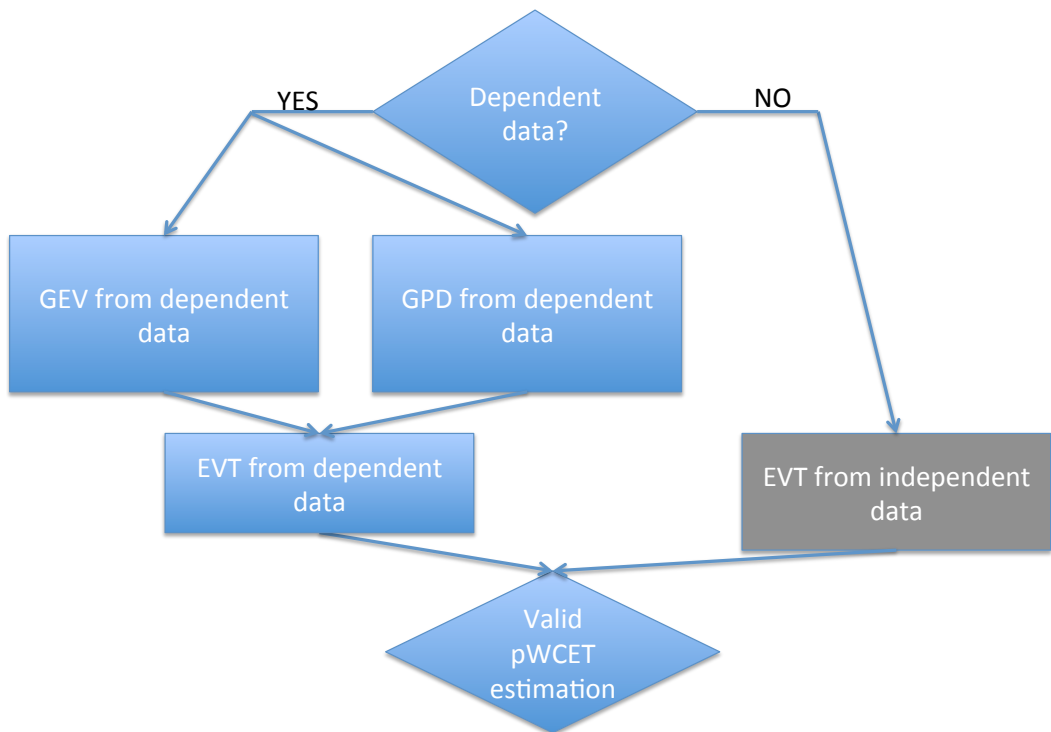 YES
Dependent
data?
NO
GEV from dependent
data
GPD from dependent
data
EVT from dependent
data
EVT from independent
data
Valid
pWCET
estimation